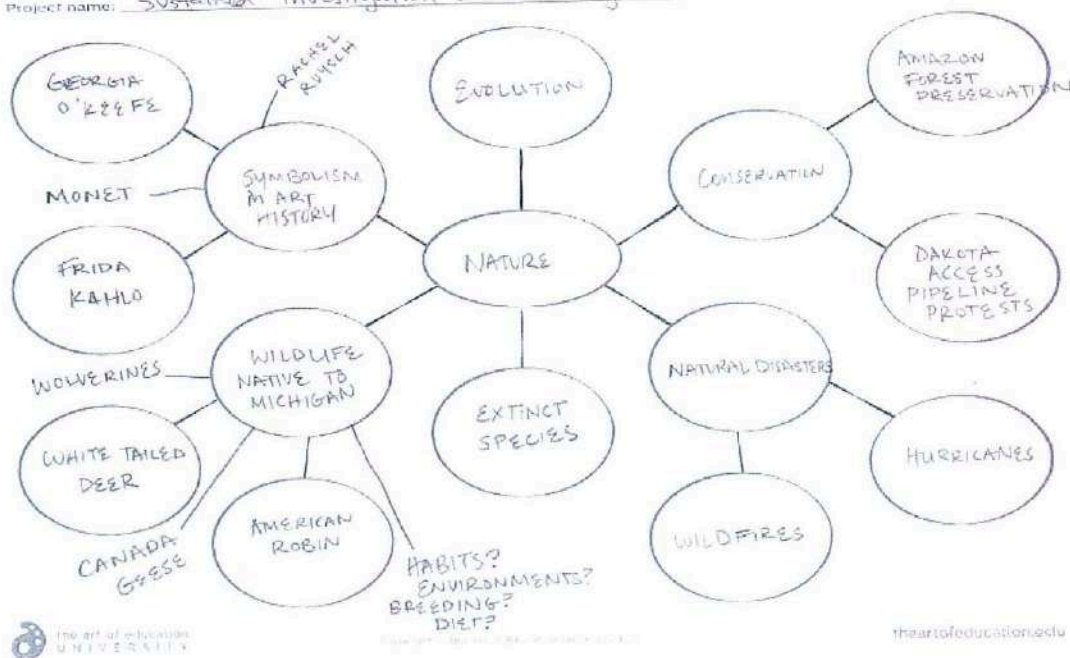 Project name: SUSTAINED INVESTIGATION
GEORGIA
O'KEEFE
RACHEL
RUYSCH
EVOLUTION
AMAZON
FOREST
PRESERVATION
SYMBOLISM
IN ART
HISTORY
MONET
CONSERVATION
FRIDA
KAHLO
NATURE
DAKOTA
ACCESS
PIPELINE
PROTESTS
WOLVERINES
WILDLIFE
NATIVE TO
MICHIGAN
NATURAL DISASTERS
EXTINCT
SPECIES
WHITE TAILED
DEER
HURRICANES
CANADA
GEESE
AMERICAN
ROBIN
WILDFIRES
HABITS?
ENVIRONMENTS?
BREEDING?
DIET?
the art of education
UNIVERSITY
theartofeducation.edu